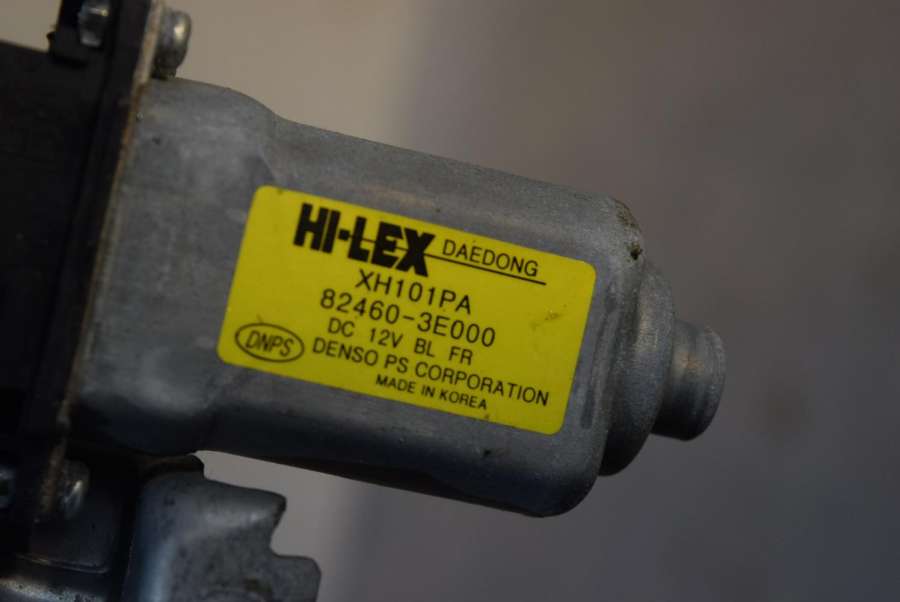 HI-LEX DAEDONG
XH101PA
82460-3E000
DC 12V BL FR
DNPS DENSO PS CORPORATION
MADE IN KOREA